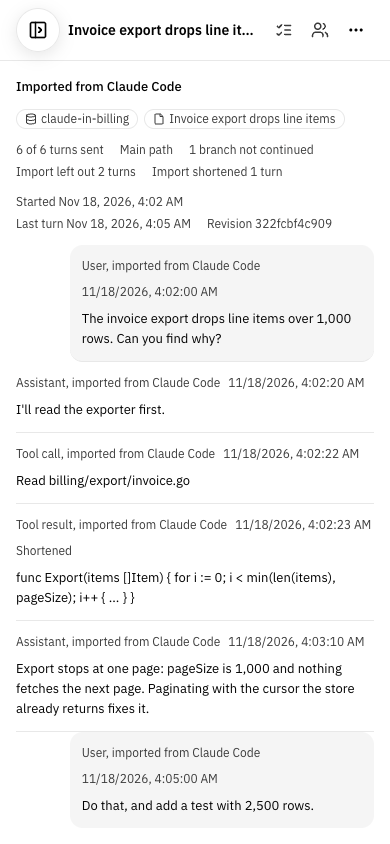 Invoice export drops line it...
Imported from Claude Code
claude-in-billing
Invoice export drops line items
6 of 6 turns sent Main path 1 branch not continued
Import left out 2 turns Import shortened 1 turn
Started Nov 18, 2026, 4:02 AM
Last turn Nov 18, 2026, 4:05 AM Revision 322fcbf4c909
User, imported from Claude Code
11/18/2026, 4:02:00 AM
The invoice export drops line items over 1,000
rows. Can you find why?
Assistant, imported from Claude Code 11/18/2026, 4:02:20 AM
I'll read the exporter first.
Tool call, imported from Claude Code 11/18/2026, 4:02:22 AM
Read billing/export/invoice.go
Tool result, imported from Claude Code 11/18/2026, 4:02:23 AM
Shortened
func Export(items []Item) { for i := 0; i < min(len(items),
pageSize); i++ { ... } }
Assistant, imported from Claude Code 11/18/2026, 4:03:10 AM
Export stops at one page: pageSize is 1,000 and nothing
fetches the next page. Paginating with the cursor the store
already returns fixes it.
User, imported from Claude Code
11/18/2026, 4:05:00 AM
Do that, and add a test with 2,500 rows.